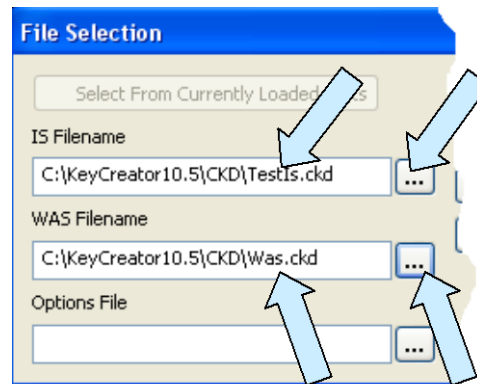 File Selection
Select From Currently Loaded
IS Filename
C:\KeyCreator10.5\CKD\TestIs.ckd
...
WAS Filename
C:\KeyCreator10.5\CKD\Was.ckd
...
Options File
...